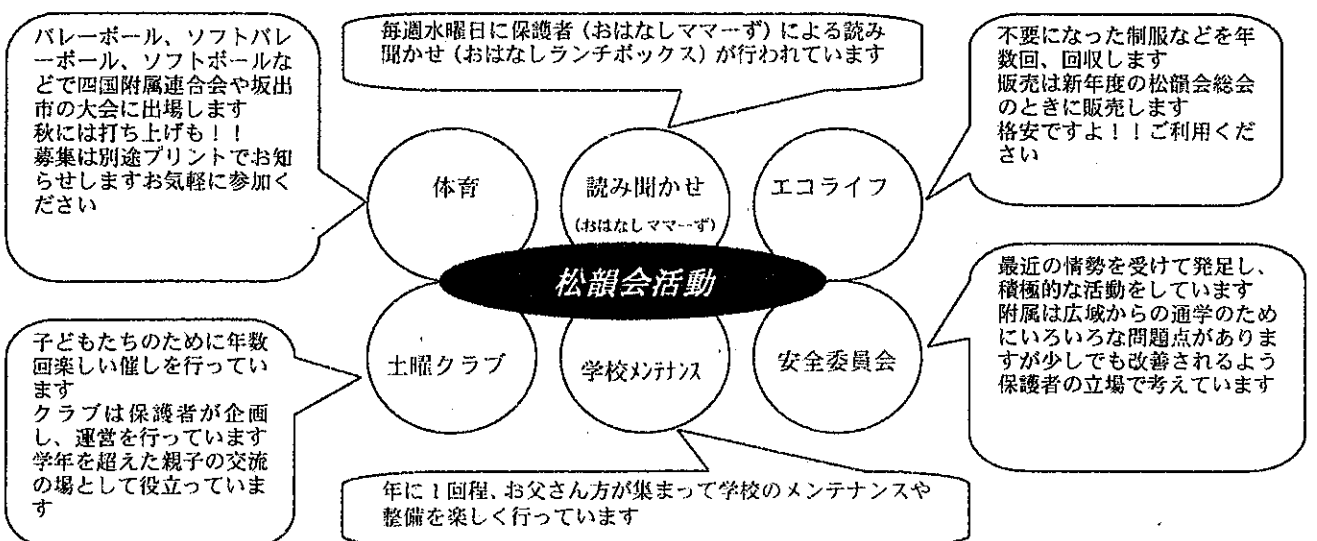 バレーボール、ソフトバレ
ーボール、ソフトボールな
どで四国附属連合会や坂出
市の大会に出場します
秋には打ち上げも！！
募集は別途プリントでお知
らせしますお気軽に参加く
ださい
毎週水曜日に保護者（おはなしママーず）による読み
聞かせ（おはなしランチボックス）が行われています
不要になった制服などを年
数回、回収します
販売は新年度の松韻会総会
のときに販売します
格安ですよ！！ご利用くだ
さい
体育
読み聞かせ
（おはなしママーず）
エコライフ
松韻会活動
土曜クラブ
学校メンテナンス
安全委員会
子どもたちのために年数
回楽しい催しを行ってい
ます
クラブは保護者が企画
し、運営を行っています
学年を超えた親子の交流
の場として役立っていま
す
年に１回程、お父さん方が集まって学校のメンテナンスや
整備を楽しく行っています
最近の情勢を受けて発足し、
積極的な活動をしています
附属は広域からの通学のため
にいろいろな問題点がありま
すが少しでも改善されるよう
保護者の立場で考えています